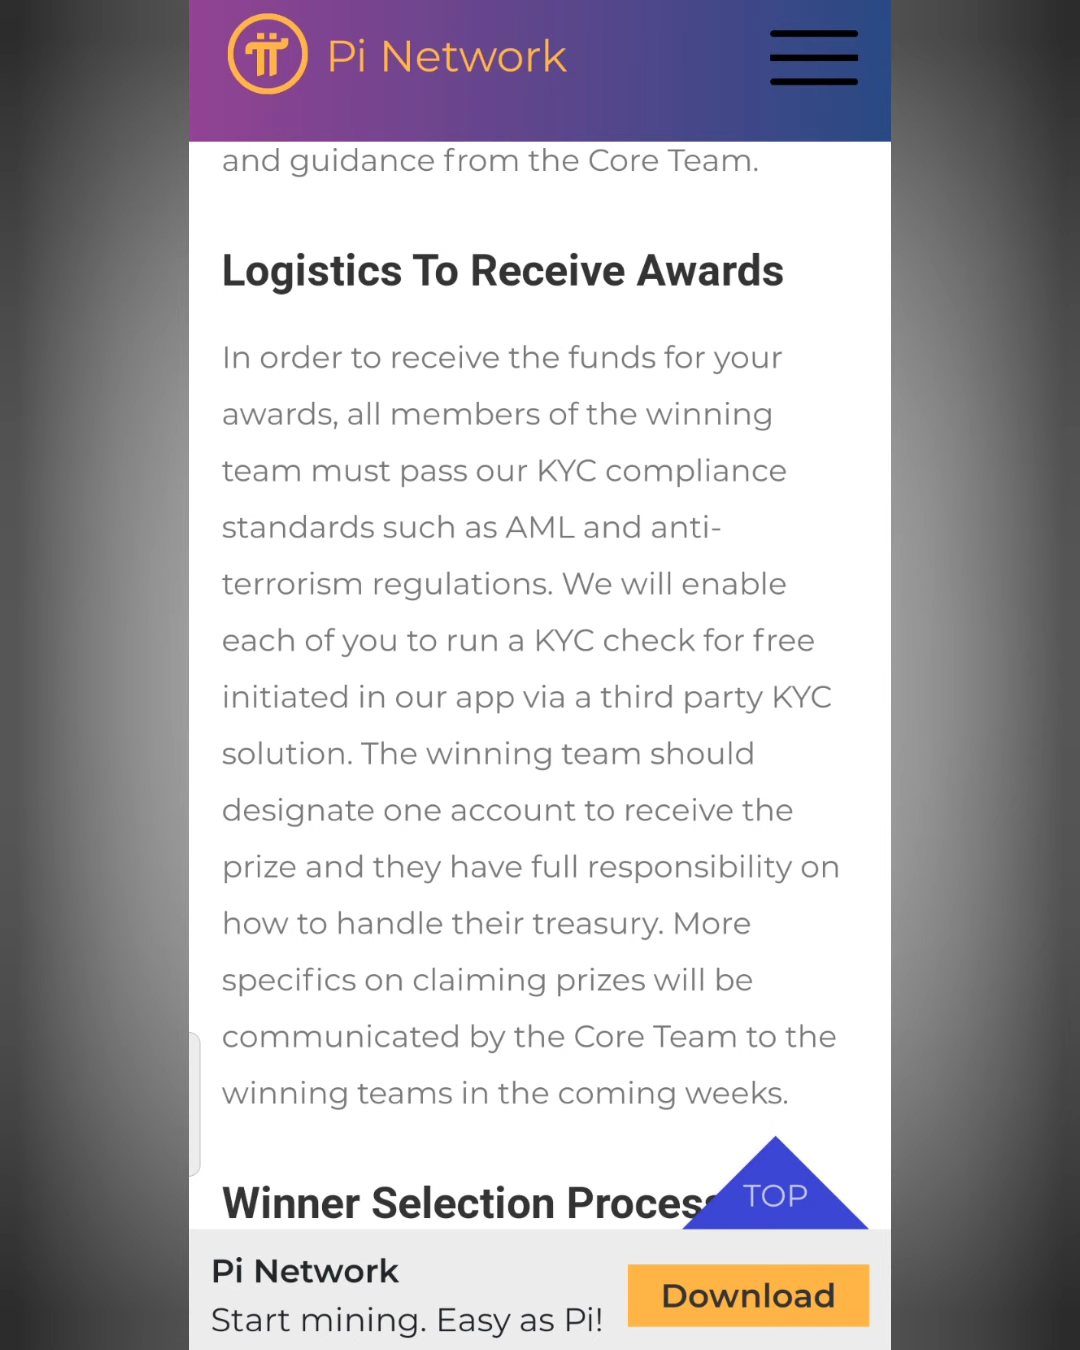 Pi Network
and guidance from the Core Team.
Logistics To Receive Awards
In order to receive the funds for your
awards, all members of the winning
team must pass our KYC compliance
standards such as AML and anti-
terrorism regulations. We will enable
each of you to run a KYC check for free
initiated in our app via a third party KYC
solution. The winning team should
designate one account to receive the
prize and they have full responsibility on
how to handle their treasury. More
specifics on claiming prizes will be
communicated by the Core Team to the
winning teams in the coming weeks.
Winner Selection Process
TOP
Pi Network
Start mining. Easy as Pi!
Download